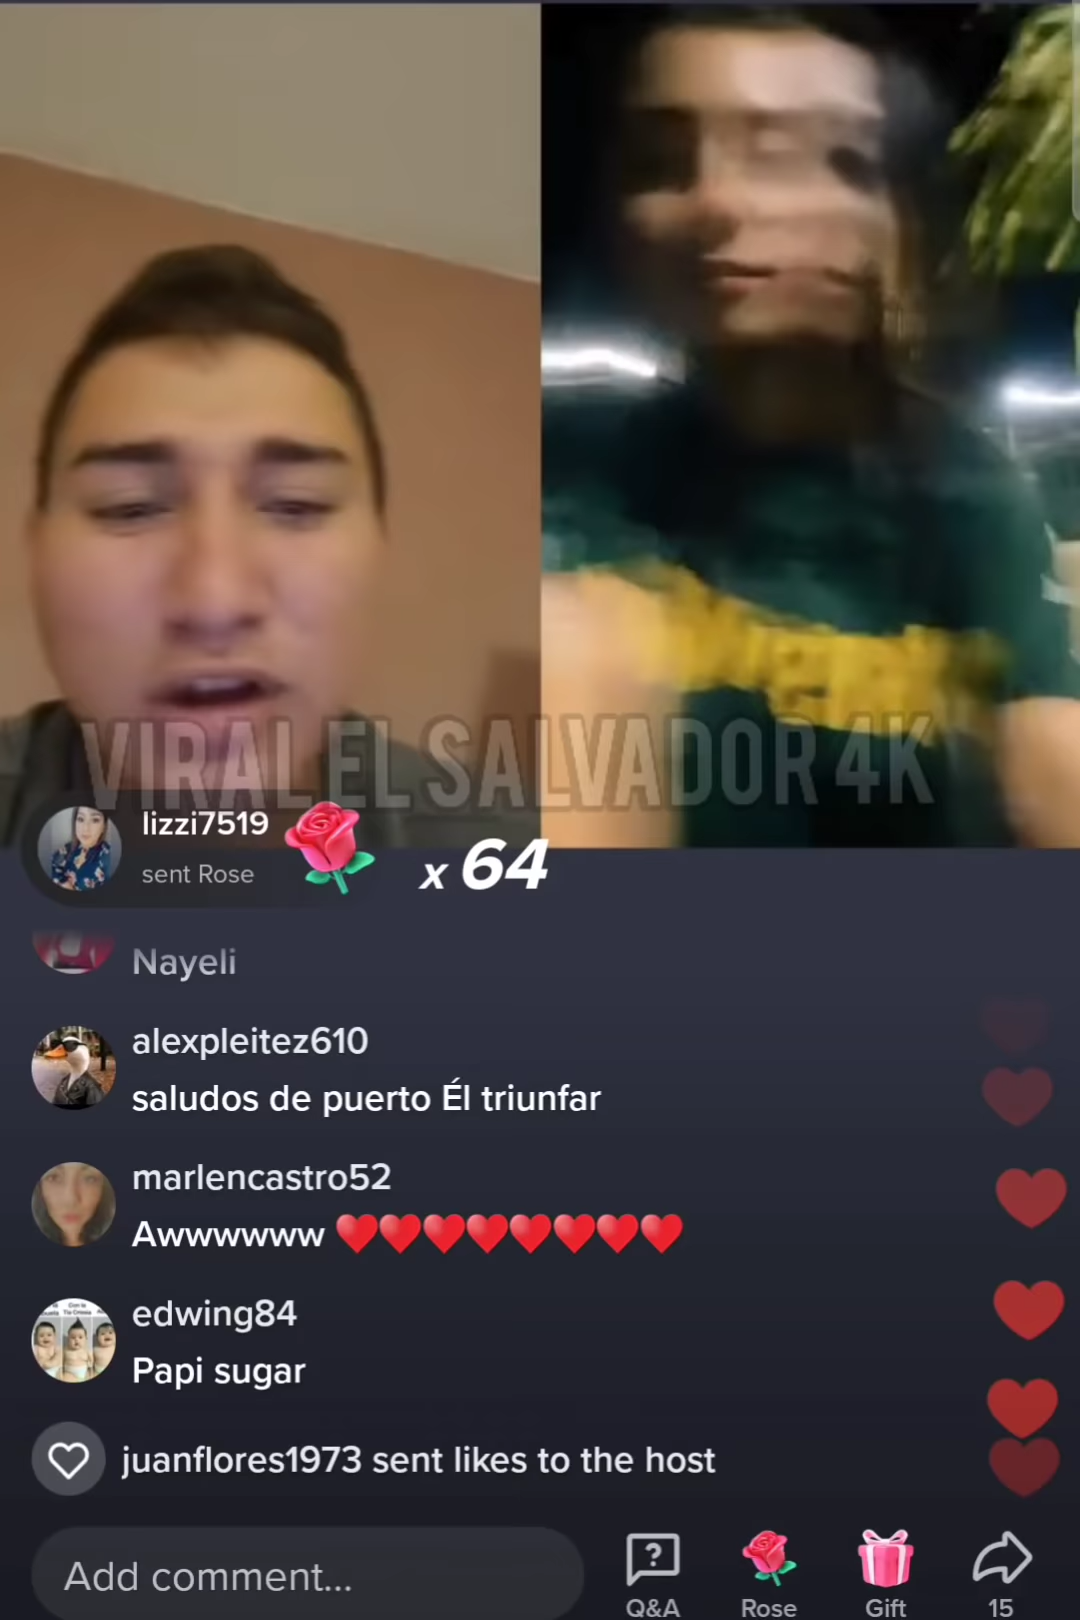 VIRAL EL SALVADOR 4K
lizzi7519
sent Rose
x 64
Nayeli
alexpleitez610
saludos de puerto Él triunfar
marlencastro52
Awwwwww ❤️❤️❤️❤️❤️❤️❤️❤️
edwing84
Papi sugar
juanflores1973 sent likes to the host
Add comment...
Q&A
Rose
Gift
15